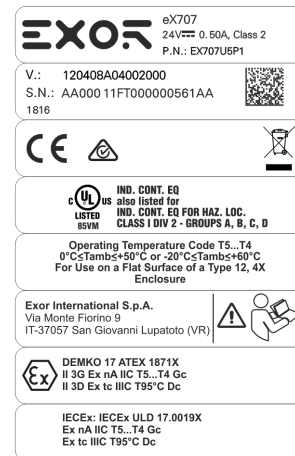 EXOR
eX707
24V 0.50A, Class 2
P.N.: EX707U5P1
V.: 120408A04002000
S.N.: AA000 11FT000000561AA
1816
CE
C UL US
LISTED
85VM
IND. CONT. EQ
also listed for
IND. CONT. EQ FOR HAZ. LOC.
CLASS I DIV 2 - GROUPS A, B, C, D
Operating Temperature Code T5...T4
0°C≤Tamb≤+50°C or -20°C≤Tamb≤+60°C
For Use on a Flat Surface of a Type 12, 4X
Enclosure
Exor International S.p.A.
Via Monte Fiorino 9
IT-37057 San Giovanni Lupatoto (VR)
Ex
DEMKO 17 ATEX 1871X
II 3G Ex nA IIC T5...T4 Gc
II 3D Ex tc IIIC T95°C Dc
IECEx: IECEx ULD 17.0019X
Ex nA IIC T5...T4 Gc
Ex tc IIIC T95°C Dc